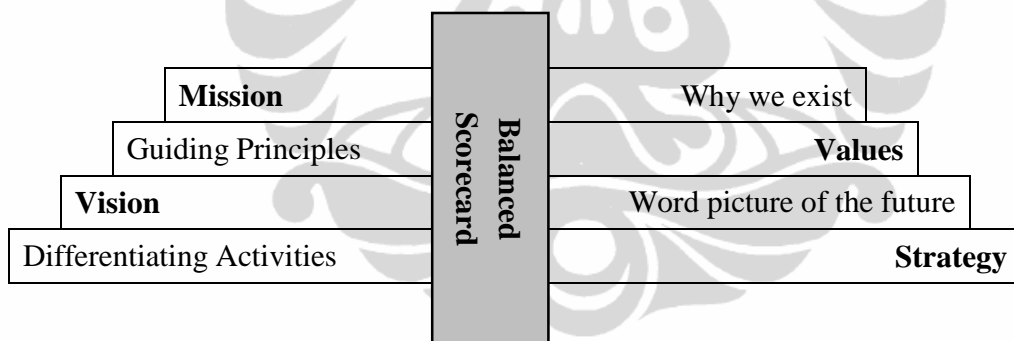 Mission
Why we exist
Guiding Principles
Values
Vision
Word picture of the future
Differentiating Activities
Strategy
Balanced
Scorecard